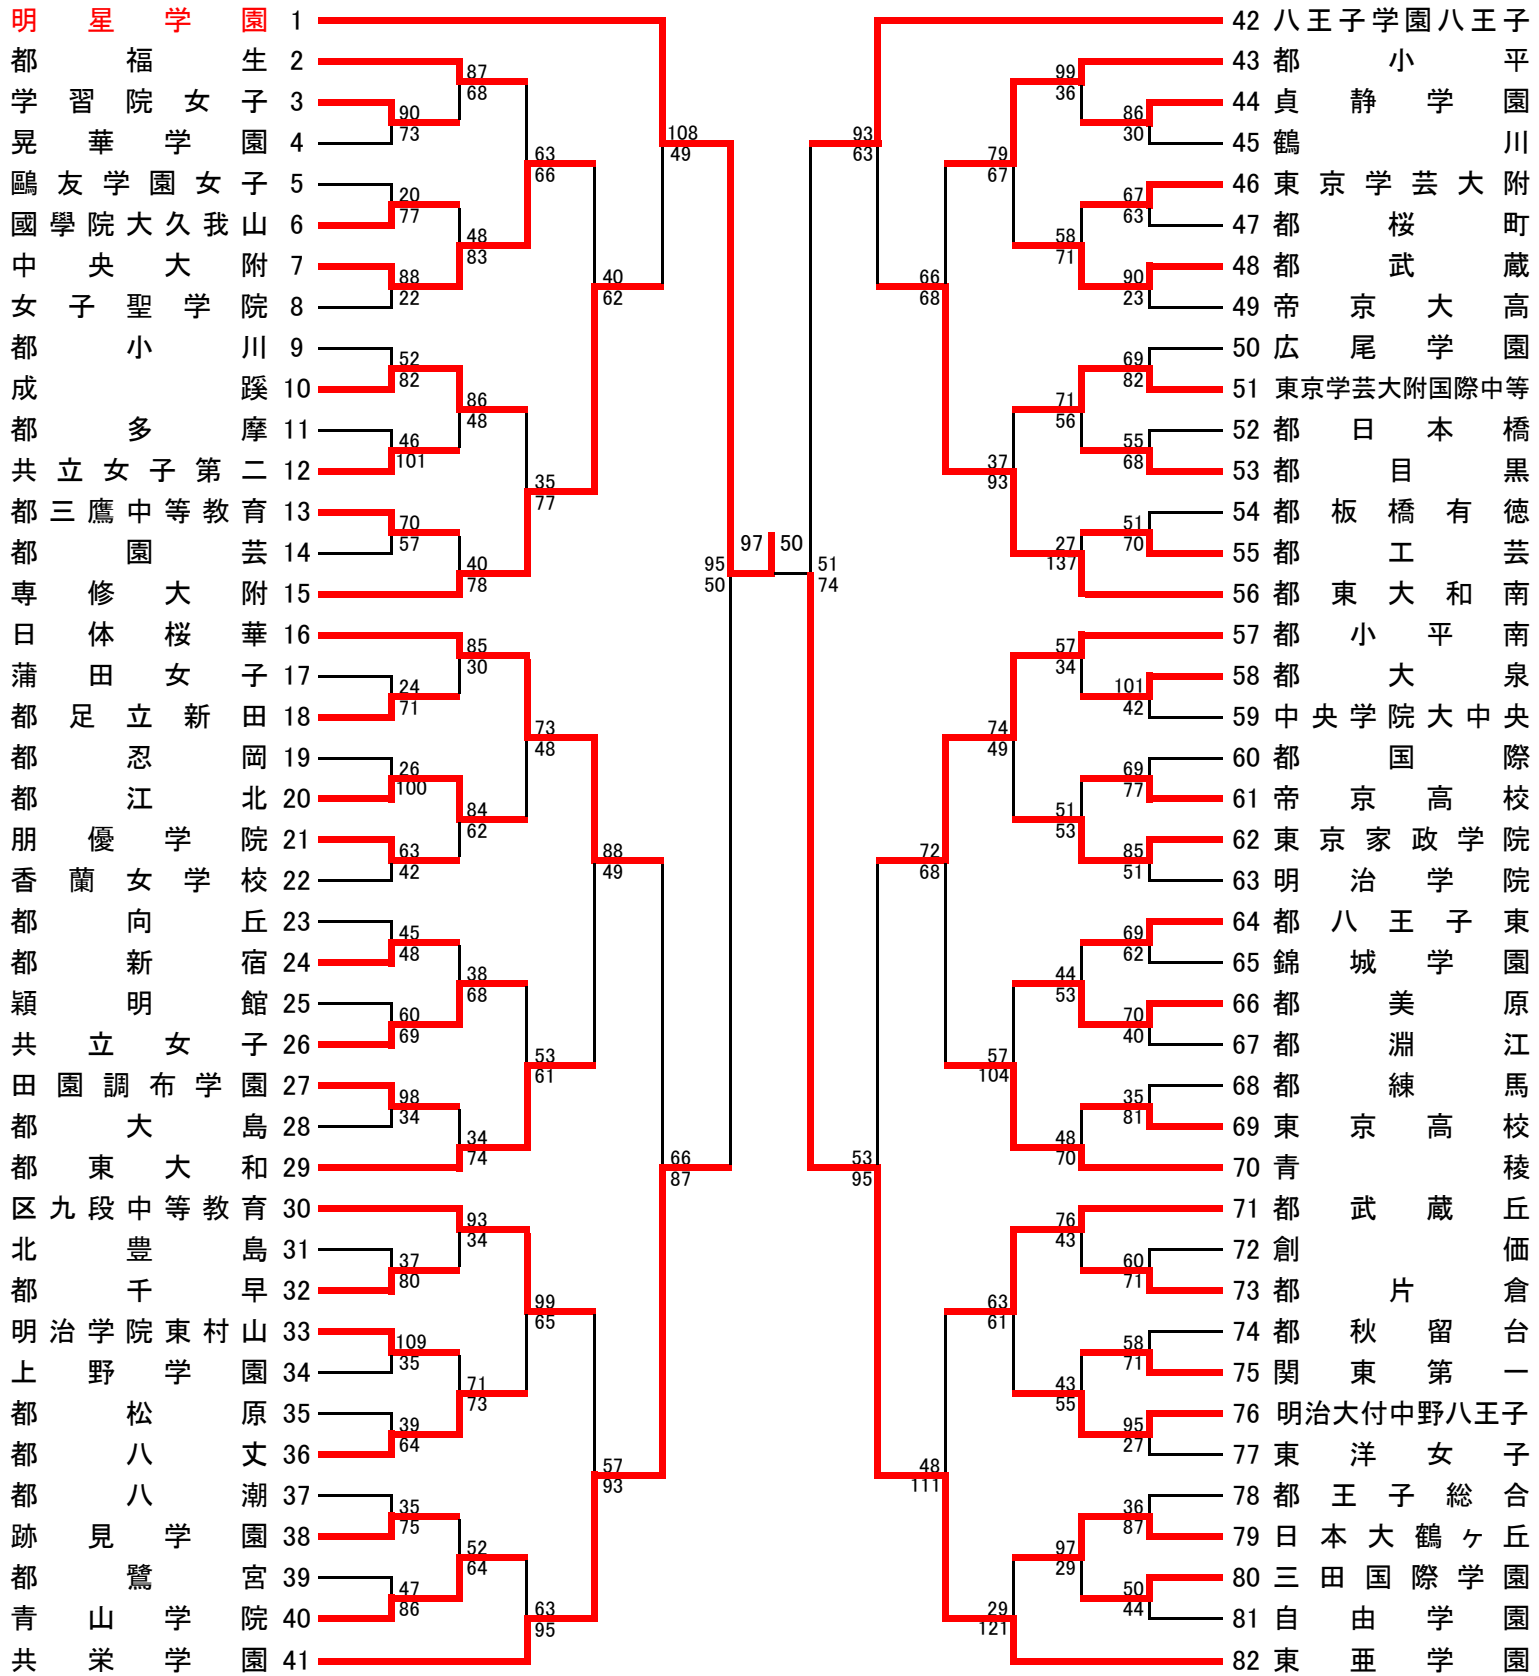 明星学園 1
都福生 2
学習院女子 3
晃華学園 4
鷗友学園女子 5
國學院大久我山 6
中央大附 7
女子聖学院 8
都小川 9
成蹊 10
都多摩 11
共立女子第二 12
都三鷹中等教育 13
都園芸 14
専修大附 15
日体桜華 16
蒲田女子 17
都足立新田 18
都忍岡 19
都江北 20
朋優学院 21
香蘭女学校 22
都向丘 23
都新宿 24
穎明館 25
共立女子 26
田園調布学園 27
都大島 28
都東大和 29
区九段中等教育 30
北豊島 31
都千早 32
明治学院東村山 33
上野学園 34
都松原 35
都八丈 36
都八潮 37
跡見学園 38
都鷺宮 39
青山学院 40
共栄学園 41
90
73
20
77
88
22
52
82
46
101
70
57
24
71
26
100
63
42
45
48
60
69
98
34
37
80
109
35
39
64
35
75
47
86
87
68
48
83
86
48
40
78
85
30
84
62
38
68
34
74
93
34
71
73
52
64
63
66
35
77
73
48
53
61
99
65
63
95
40
62
88
49
57
93
108
49
66
87
95
50
97 50
51
74
93
63
53
95
66
68
72
68
48
111
79
67
37
93
74
49
57
104
63
61
29
121
99
36
58
71
71
56
27
137
57
34
51
53
44
53
48
70
76
43
43
55
97
29
86
30
67
63
90
23
69
82
55
68
51
70
101
42
69
77
85
51
69
62
70
40
35
81
60
71
58
71
95
27
36
87
50
44
42 八王子学園八王子
43 都小平
44 貞静学園
45 鶴川
46 東京学芸大附
47 都桜町
48 都武蔵
49 帝京大高
50 広尾学園
51 東京学芸大附国際中等
52 都日本橋
53 都目黒
54 都板橋有徳
55 都工芸
56 都東大和南
57 都小平南
58 都大泉
59 中央学院大中央
60 都国際
61 帝京高校
62 東京家政学院
63 明治学院
64 都八王子東
65 錦城学園
66 都美原
67 都淵江
68 都練馬
69 東京高校
70 青稜
71 都武蔵丘
72 創価
73 都片倉
74 都秋留台
75 関東第一
76 明治大付中野八王子
77 東洋女子
78 都王子総合
79 日本大鶴ヶ丘
80 三田国際学園
81 自由学園
82 東亜学園